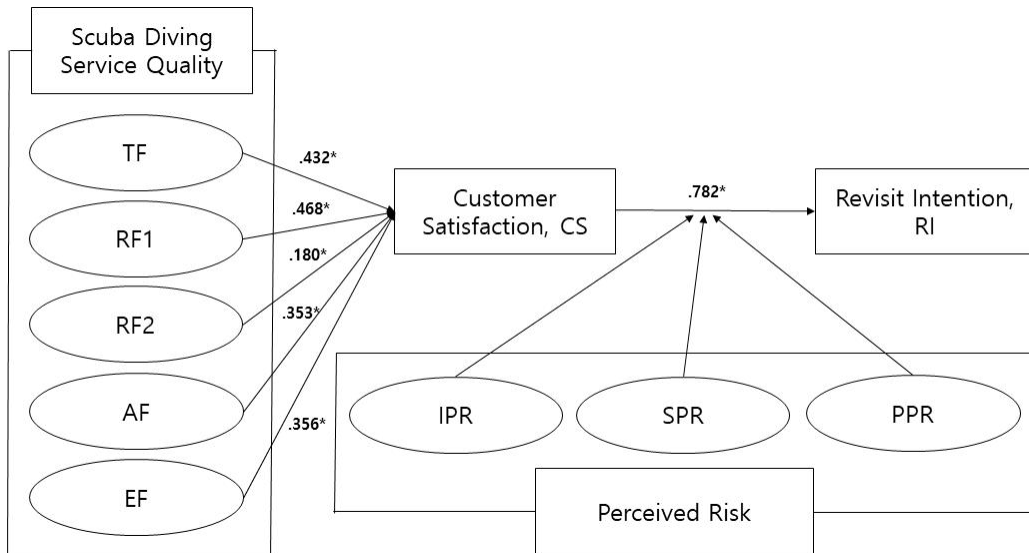 Scuba Diving
Service Quality
TF
RF1
RF2
AF
EF
.432*
.468*
.180*
.353*
.356*
Customer
Satisfaction, CS
.782*
Revisit Intention,
RI
IPR
SPR
PPR
Perceived Risk